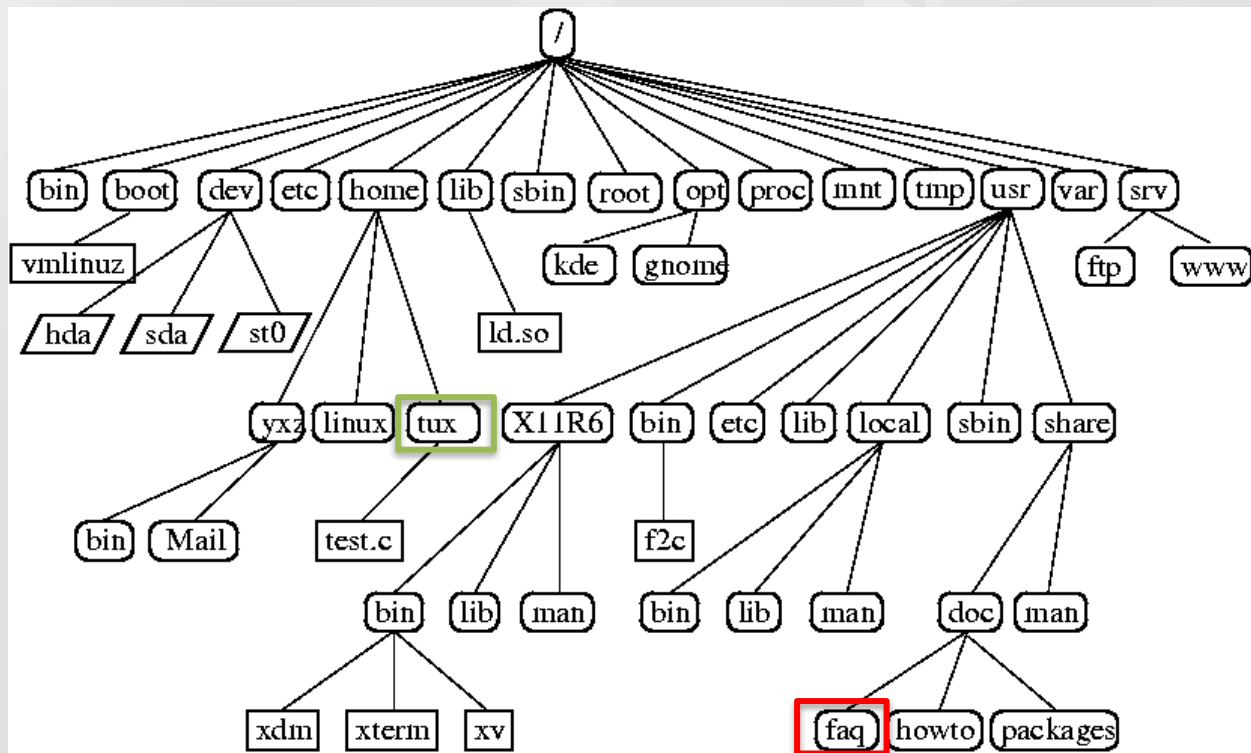 /
bin boot dev etc home lib sbin root opt proc mnt tmp usr var srv
vmlinuz kde gnome ftp www
hda sda st0 ld.so
yxz linux tux X11R6 bin etc lib local sbin share
bin Mail test.c f2c
bin lib man bin lib man doc man
xdm xterm xv faq howto packages